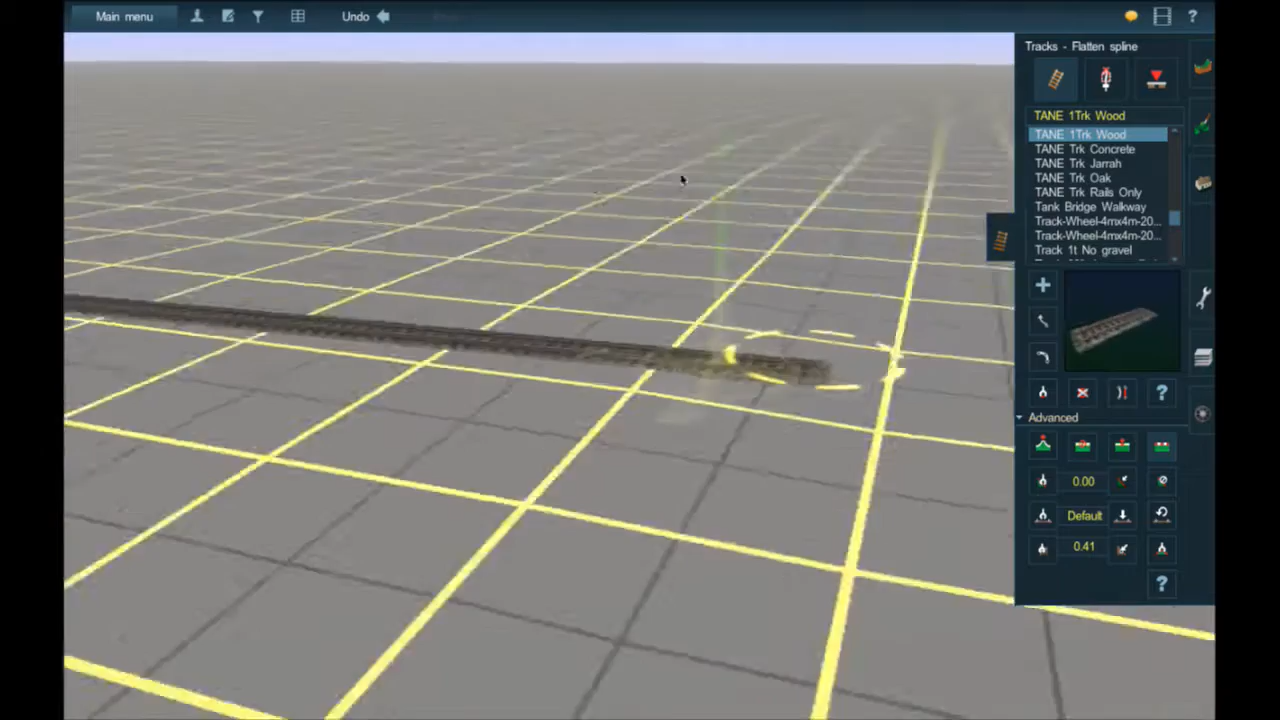 Main menu
Undo
?
Tracks - Flatten spline
TANE 1Trk Wood
TANE 1Trk Wood
TANE Trk Concrete
TANE Trk Jarrah
TANE Trk Oak
TANE Trk Rails Only
Tank Bridge Walkway
Track-Wheel-4mx4m-20...
Track-Wheel-4mx4m-20...
Track 1t No gravel
?
Advanced
0.00
Default
0.41
?